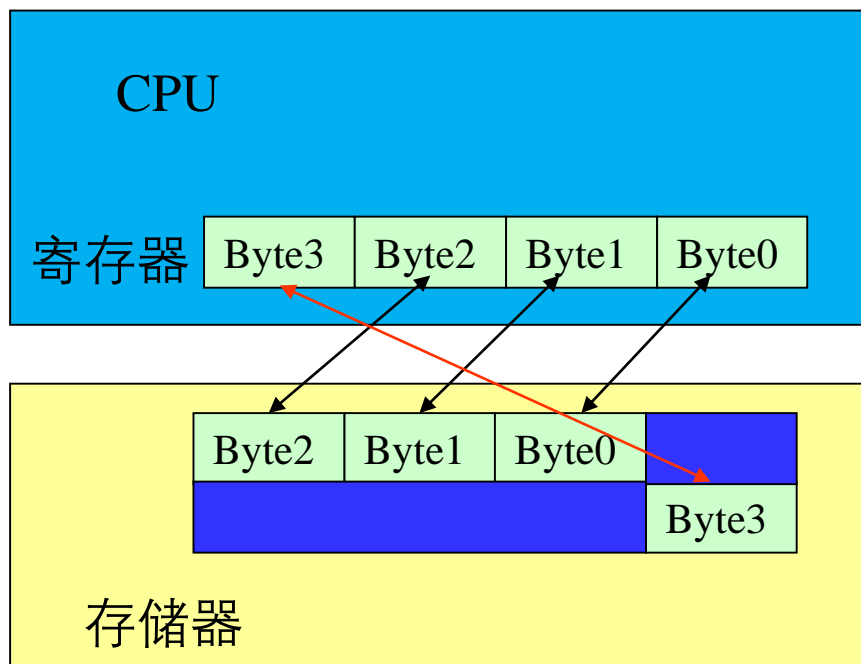 CPU
寄存器 Byte3 Byte2 Byte1 Byte0
Byte2 Byte1 Byte0
Byte3
存储器